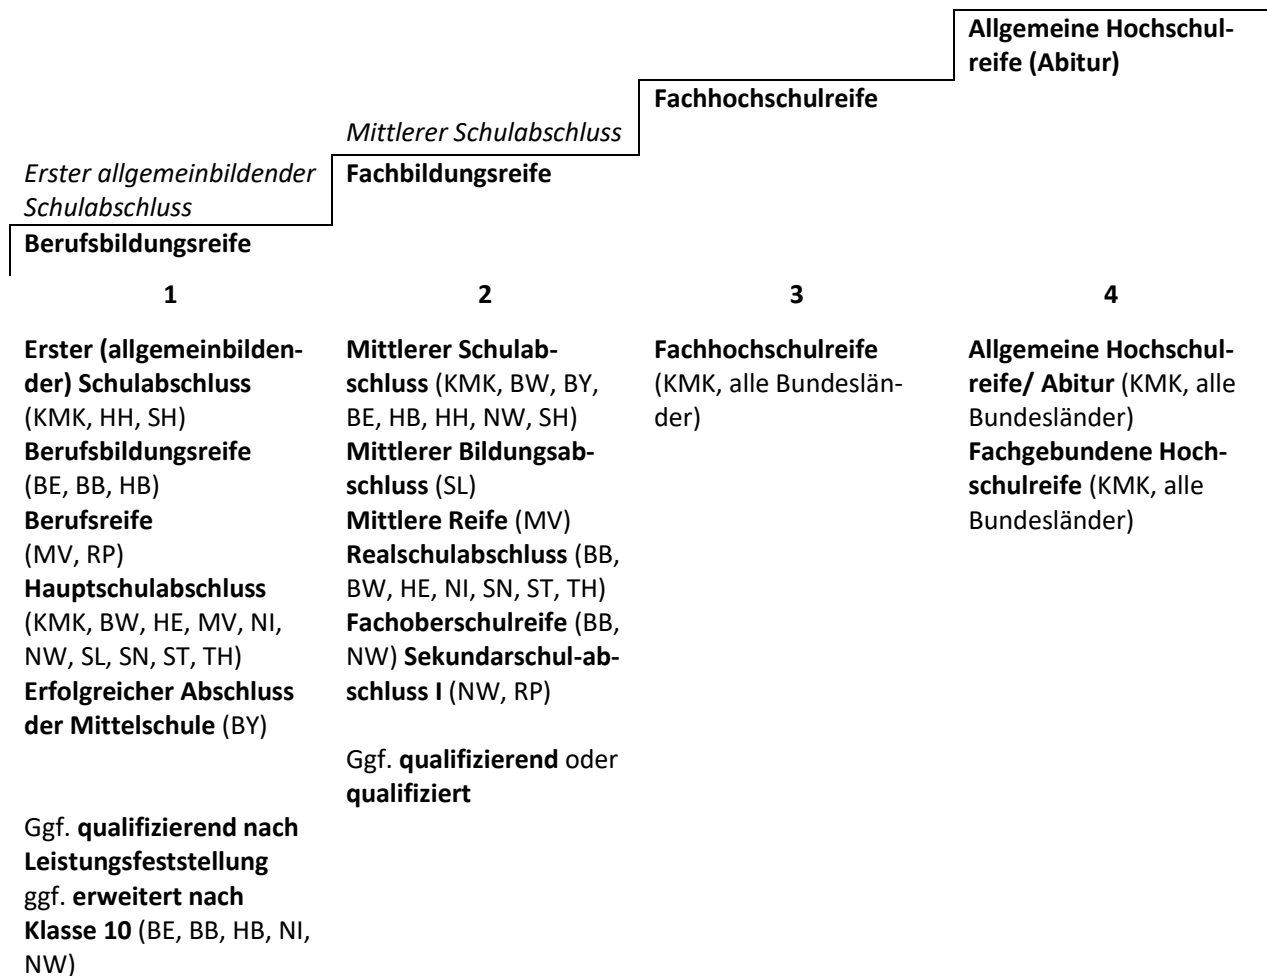 Allgemeine Hochschul-
reife (Abitur)
Fachhochschulreife
Mittlerer Schulabschluss
Fachbildungsreife
Erster allgemeinbildender
Schulabschluss
Berufsbildungsreife
1
2
3
4
Erster (allgemeinbilden-
der) Schulabschluss
(KMK, HH, SH)
Berufsbildungsreife
(BE, BB, HB)
Berufsreife
(MV, RP)
Hauptschulabschluss
(KMK, BW, HE, MV, NI,
NW, SL, SN, ST, TH)
Erfolgreicher Abschluss
der Mittelschule (BY)
Ggf. qualifizierend nach
Leistungsfeststellung
ggf. erweitert nach
Klasse 10 (BE, BB, HB, NI,
NW)
Mittlerer Schulab-
schluss (KMK, BW, BY,
BE, HB, HH, NW, SH)
Mittlerer Bildungsab-
schluss (SL)
Mittlere Reife (MV)
Realschulabschluss (BB,
BW, HE, NI, SN, ST, TH)
Fachoberschulreife (BB,
NW) Sekundarschul-ab-
schluss I (NW, RP)
Ggf. qualifizierend oder
qualifiziert
Fachhochschulreife
(KMK, alle Bundeslän-
der)
Allgemeine Hochschul-
reife/ Abitur (KMK, alle
Bundesländer)
Fachgebundene Hoch-
schulreife (KMK, alle
Bundesländer)